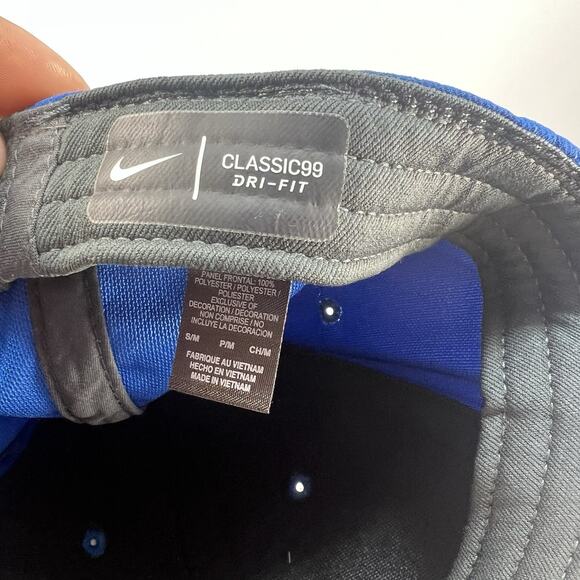 CLASSIC99
DRI-FIT
PANEL FRONTAL: 100%
POLYESTER / POLYESTER /
POLIESTER
EXCLUSIVE OF
DECORATION / DECORATION
NON COMPRISE / NO
INCLUYE LA DECORACION
S/M P/M CH/M
FABRIQUE AU VIETNAM
HECHO EN VIETNAM
MADE IN VIETNAM